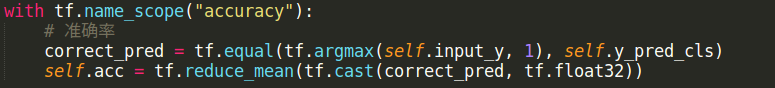 with tf.name_scope("accuracy"):
# 准确率
correct_pred = tf.equal(tf.argmax(self.input_y, 1), self.y_pred_cls)
self.acc = tf.reduce_mean(tf.cast(correct_pred, tf.float32))